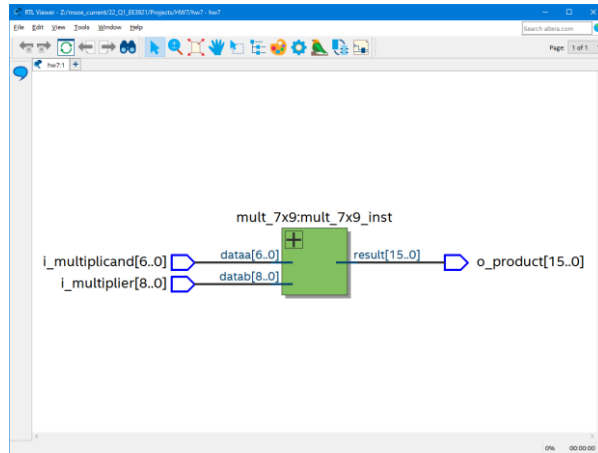 RTL Viewer - Z:/msoe_current/22_Q1_EE3921/Projects/HW7/hw7 - hw7
File Edit View Tools Window Help
Search altera.com
Page: 1 of 1
hw7:1
mult_7x9:mult_7x9_inst
i_multiplicand[6..0]
dataa[6..0]
result[15..0]
o_product[15..0]
i_multiplier[8..0]
datab[8..0]
0% 00:00:00